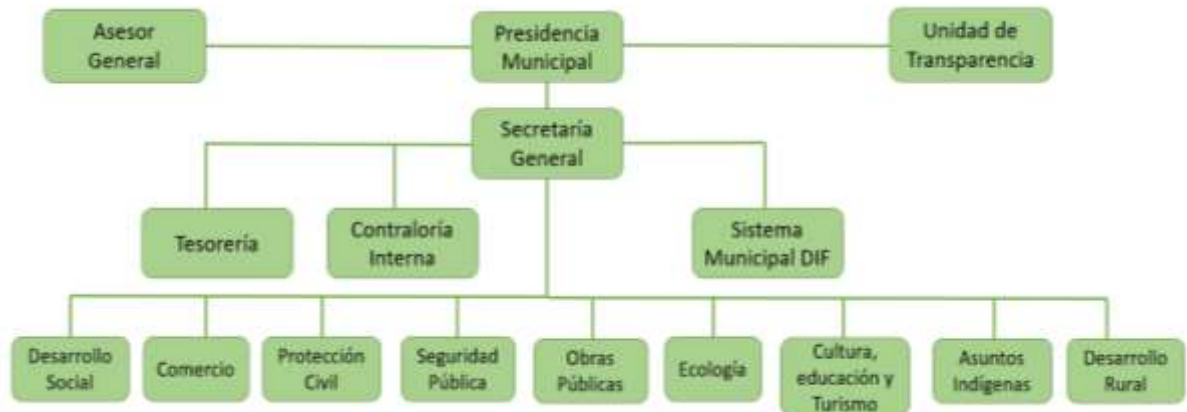 Asesor
General
Presidencia
Municipal
Unidad de
Transparencia
Secretaría
General
Tesorería
Contraloría
Interna
Sistema
Municipal DIF
Desarrollo
Social
Comercio
Protección
Civil
Seguridad
Pública
Obras
Públicas
Ecología
Cultura,
educación y
Turismo
Asuntos
Indígenas
Desarrollo
Rural